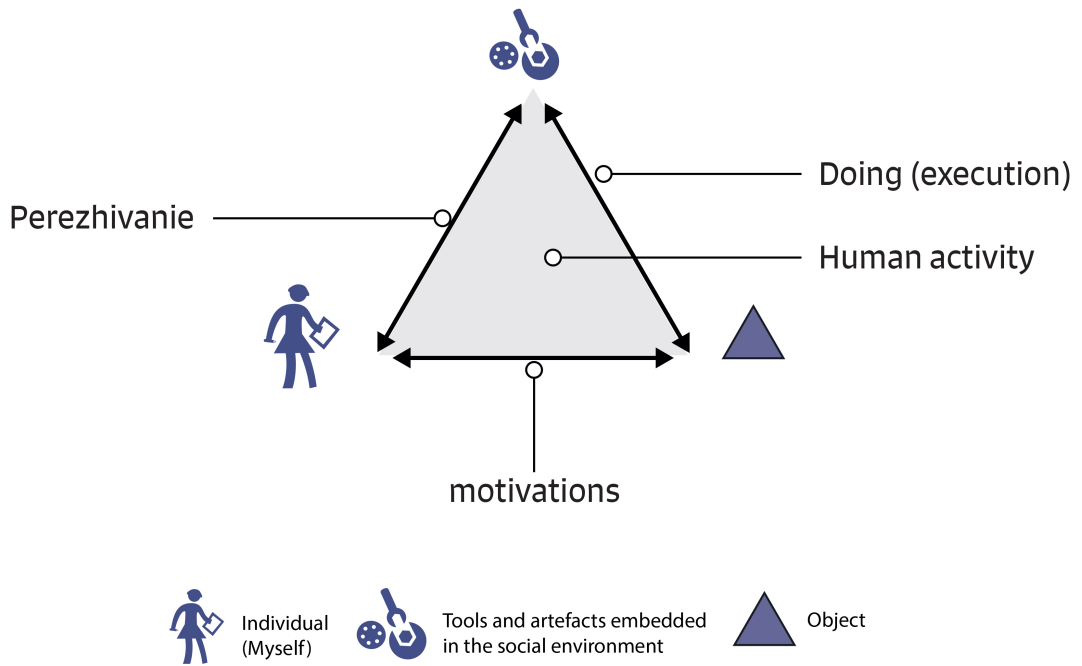 Doing (execution)
Perezhivanie
Human activity
motivations
Individual
(Myself)
Tools and artefacts embedded
in the social environment
Object